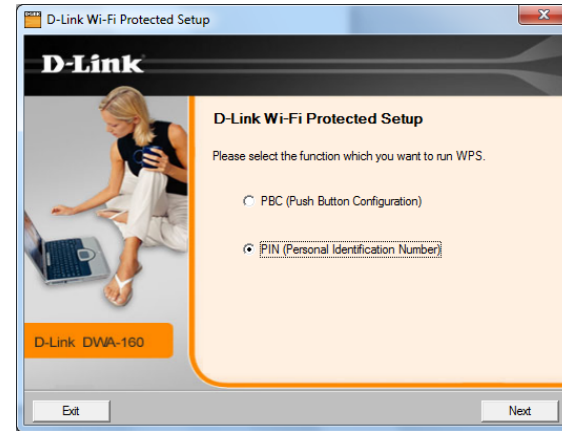 D-Link Wi-Fi Protected Setup
D-Link
D-Link Wi-Fi Protected Setup
Please select the function which you want to run WPS.
PBC (Push Button Configuration)
PIN (Personal Identification Number)
D-Link DWA-160
Exit
Next